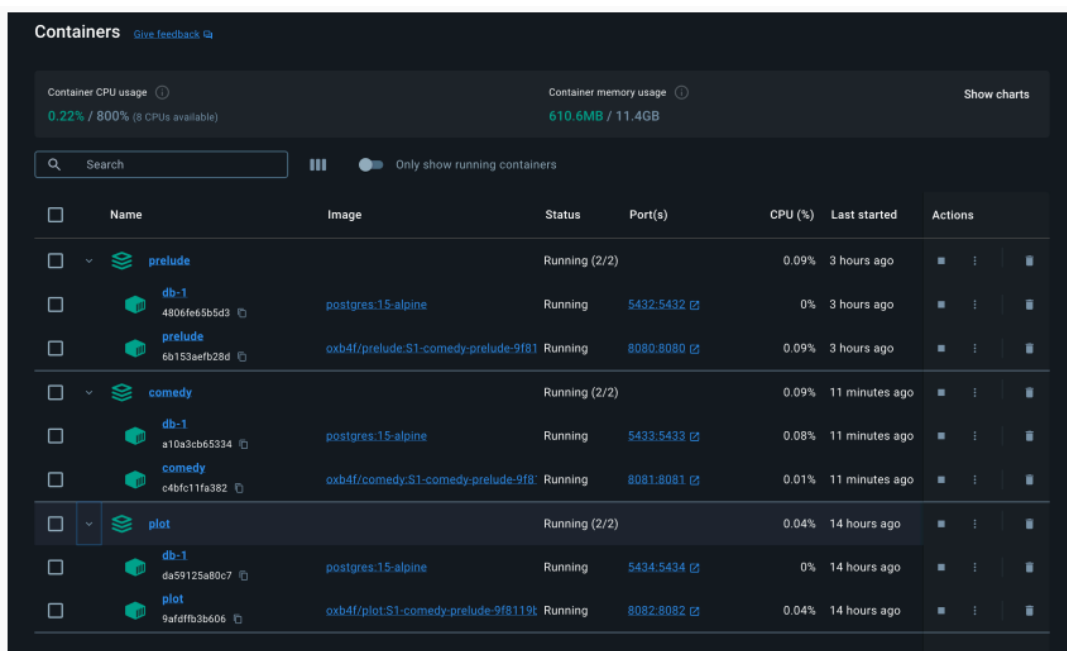 Containers Give feedback
Container CPU usage
Container memory usage
Show charts
0.22% / 800% (8 CPUs available)
610.6MB / 11.4GB
Search
Only show running containers
Name Image Status Port(s) CPU (%) Last started Actions
prelude Running (2/2) 0.09% 3 hours ago
db-1
4806fe65b5d3 postgres:15-alpine Running 5432:5432 0% 3 hours ago
prelude
6b153aefb28d oxb4f/prelude:S1-comedy-prelude-9f81 Running 8080:8080 0.09% 3 hours ago
comedy Running (2/2) 0.09% 11 minutes ago
db-1
a10a3cb65334 postgres:15-alpine Running 5433:5433 0.08% 11 minutes ago
comedy
c4bfc11fa382 oxb4f/comedy:S1-comedy-prelude-9f8 Running 8081:8081 0.01% 11 minutes ago
plot Running (2/2) 0.04% 14 hours ago
db-1
da59125a80c7 postgres:15-alpine Running 5434:5434 0% 14 hours ago
plot
9afdffb3b606 oxb4f/plot:S1-comedy-prelude-9f8119b Running 8082:8082 0.04% 14 hours ago